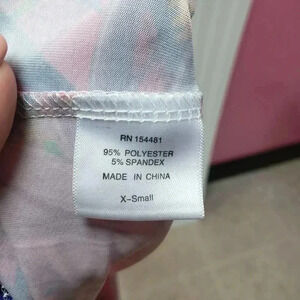 RN 154481
95% POLYESTER
5% SPANDEX
MADE IN CHINA
X-Small